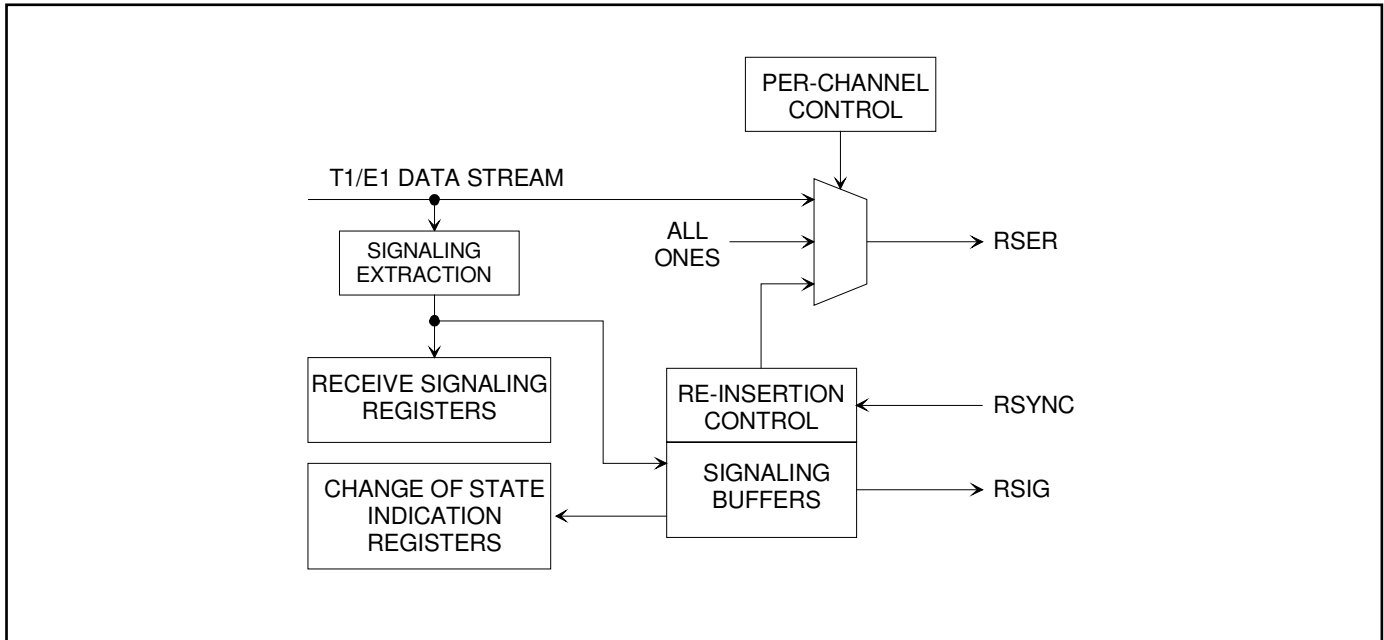 PER-CHANNEL
CONTROL
T1/E1 DATA STREAM
ALL
ONES
RSER
SIGNALING
EXTRACTION
RECEIVE SIGNALING
REGISTERS
RE-INSERTION
CONTROL
RSYNC
SIGNALING
BUFFERS
RSIG
CHANGE OF STATE
INDICATION
REGISTERS